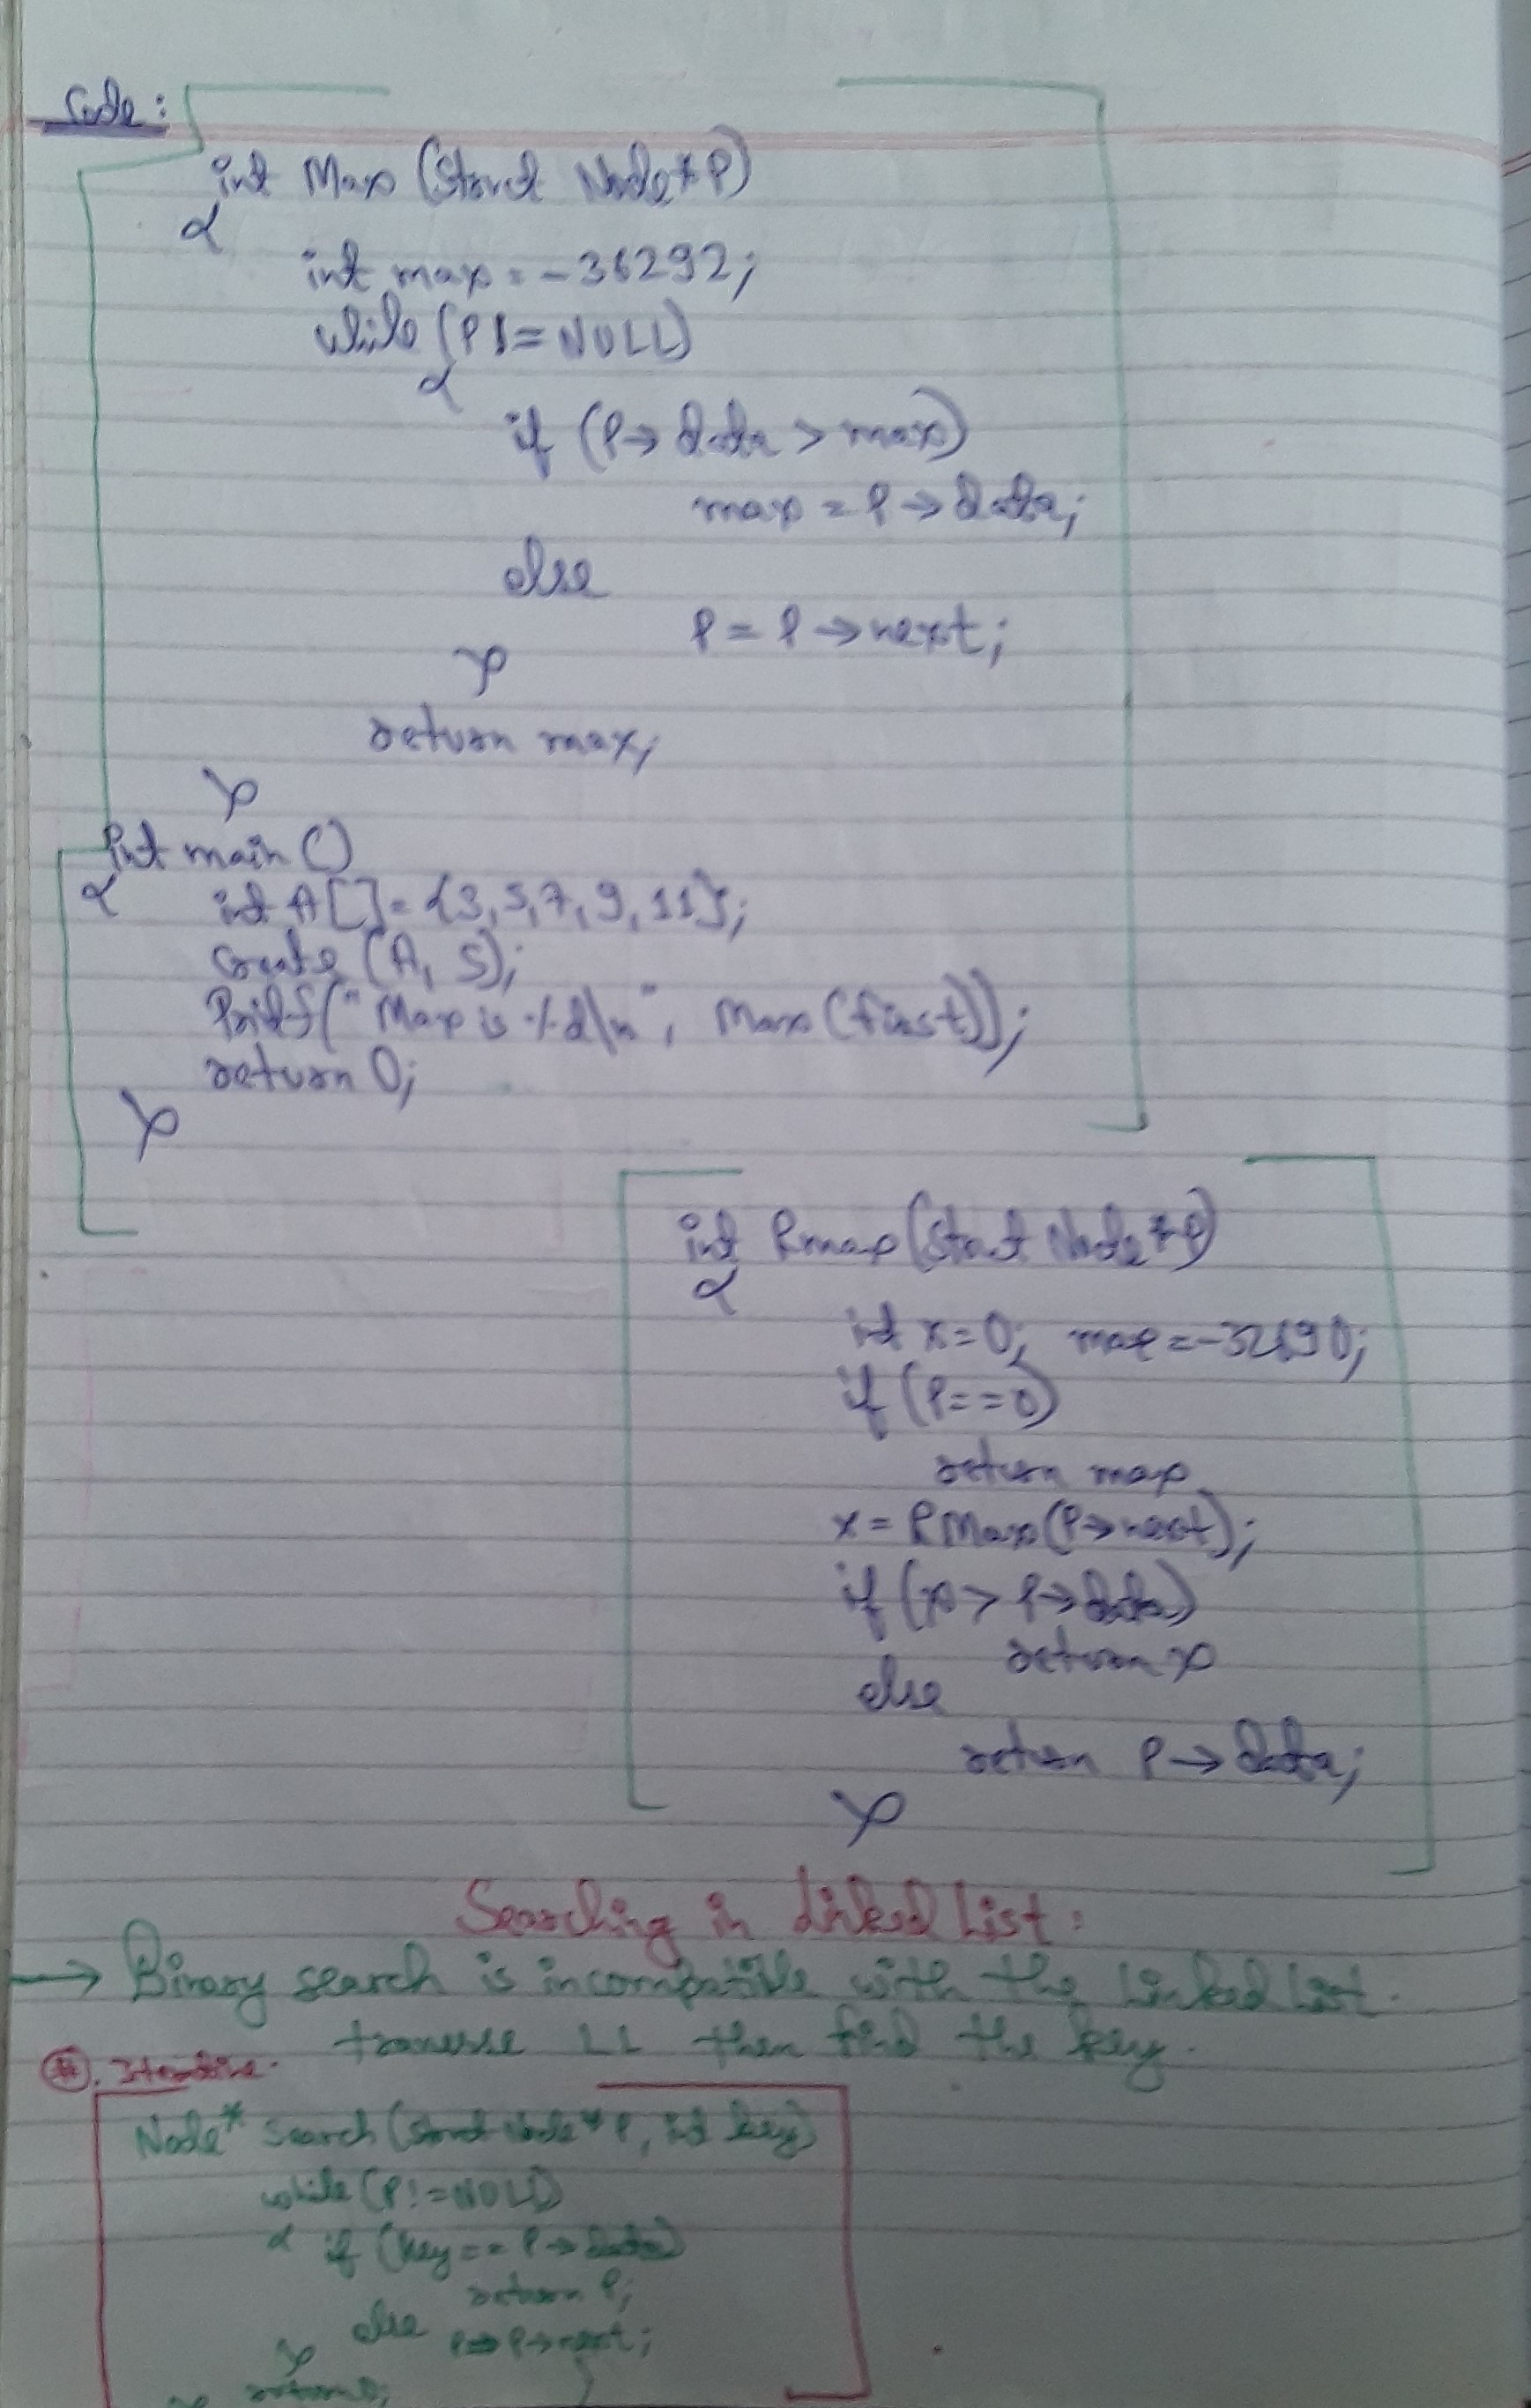 Code:
int Max (Struct Node *P)
{
int max = -36292;
while (P != NULL)
{
if (P→data > max)
max = P→data;
else
P = P→next;
}
return max;
}
int main ()
{ int A[] = {3,5,7,9,11};
Create (A, 5);
Printf("Max is %d\n", Max (first));
return 0;
}
int Rmax (Struct Node *P)
{
int x = 0; max = -32690;
if (P == 0)
return max
x = RMax (P→next);
if (x > P→data)
return x
else
return P→data;
}
Searching in Linked List:
→ Binary search is incompatible with the Linked List.
traverse LL then find the key.
Iterative.
Node* Search (Struct Node *P, int key)
while (P != NULL)
{ if (key == P→data)
return P;
else P=P→next;
}
} return 0;